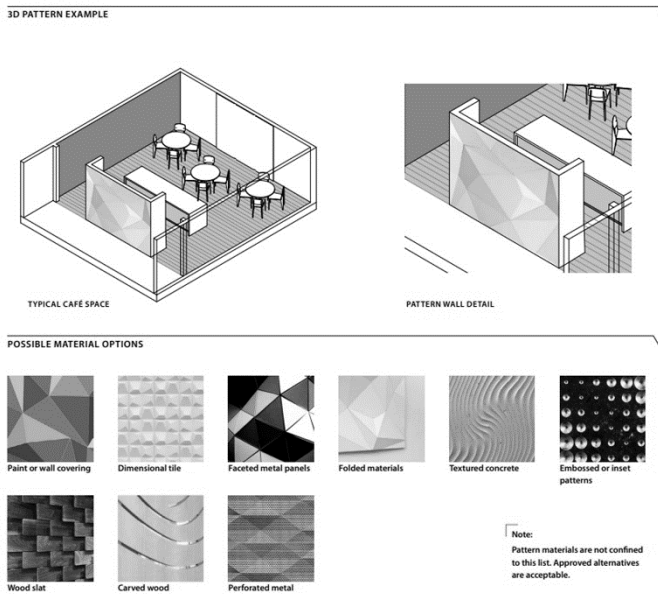 3D PATTERN EXAMPLE
TYPICAL CAFÉ SPACE
PATTERN WALL DETAIL
POSSIBLE MATERIAL OPTIONS
Paint or wall covering
Dimensional tile
Faceted metal panels
Folded materials
Textured concrete
Embossed or inset
patterns
Wood slat
Carved wood
Perforated metal
Note:
Pattern materials are not confined
to this list. Approved alternatives
are acceptable.